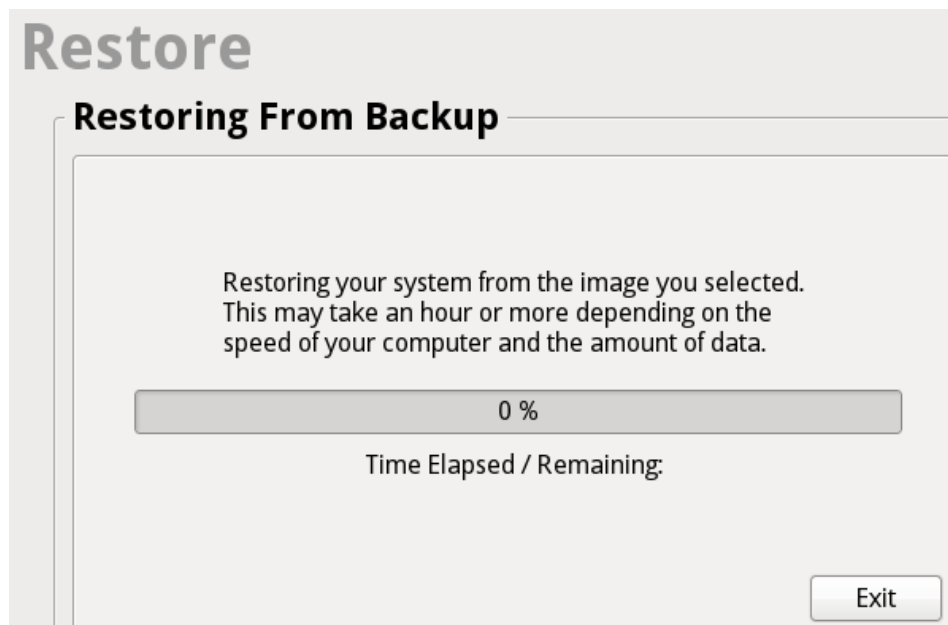 Restore
Restoring From Backup
Restoring your system from the image you selected.
This may take an hour or more depending on the
speed of your computer and the amount of data.
0 %
Time Elapsed / Remaining:
Exit